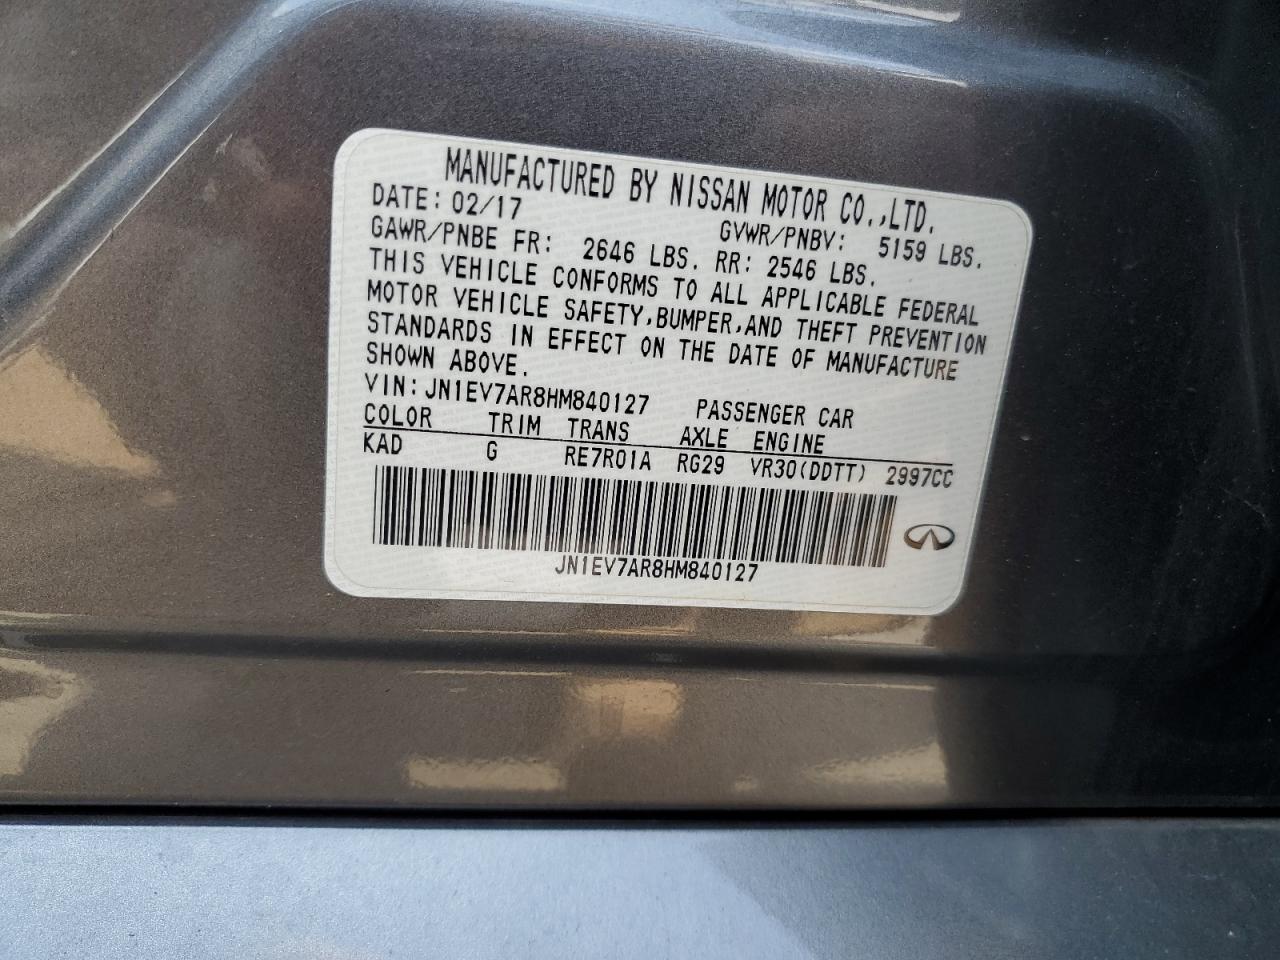 MANUFACTURED BY NISSAN MOTOR CO.,LTD.
DATE: 02/17 GVWR/PNBV: 5159 LBS.
GAWR/PNBE FR: 2646 LBS. RR: 2546 LBS.
THIS VEHICLE CONFORMS TO ALL APPLICABLE FEDERAL
MOTOR VEHICLE SAFETY,BUMPER,AND THEFT PREVENTION
STANDARDS IN EFFECT ON THE DATE OF MANUFACTURE
SHOWN ABOVE.
VIN:JN1EV7AR8HM840127 PASSENGER CAR
COLOR TRIM TRANS AXLE ENGINE
KAD G RE7R01A RG29 VR30(DDTT) 2997CC
JN1EV7AR8HM840127